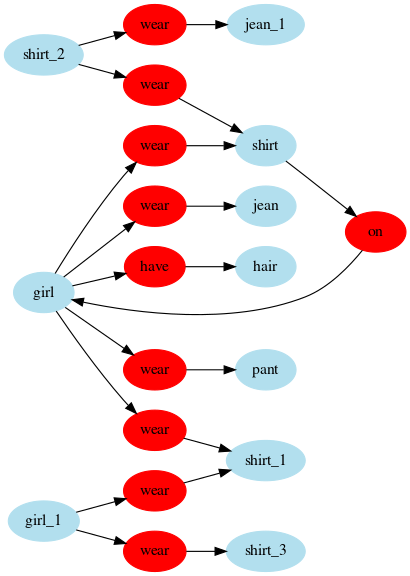 wear
jean_1
shirt_2
wear
wear
shirt
wear
jean
on
have
hair
girl
wear
pant
wear
shirt_1
wear
girl_1
wear
shirt_3